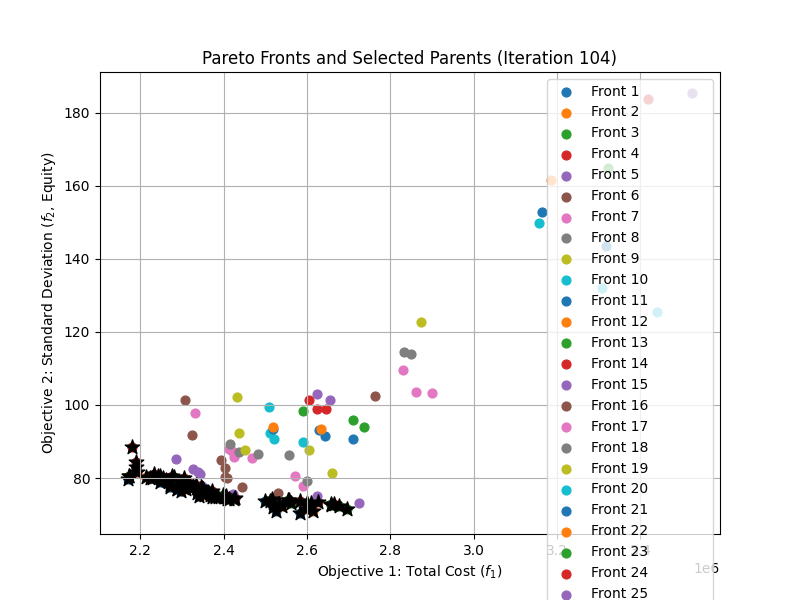 Pareto Fronts and Selected Parents (Iteration 104)
Objective 2: Standard Deviation (f2, Equity)
180
160
140
120
100
80
2.2
2.4
2.6
2.8
3.0
3.2
1e6
Objective 1: Total Cost (f1)
Front 1
Front 2
Front 3
Front 4
Front 5
Front 6
Front 7
Front 8
Front 9
Front 10
Front 11
Front 12
Front 13
Front 14
Front 15
Front 16
Front 17
Front 18
Front 19
Front 20
Front 21
Front 22
Front 23
Front 24
Front 25